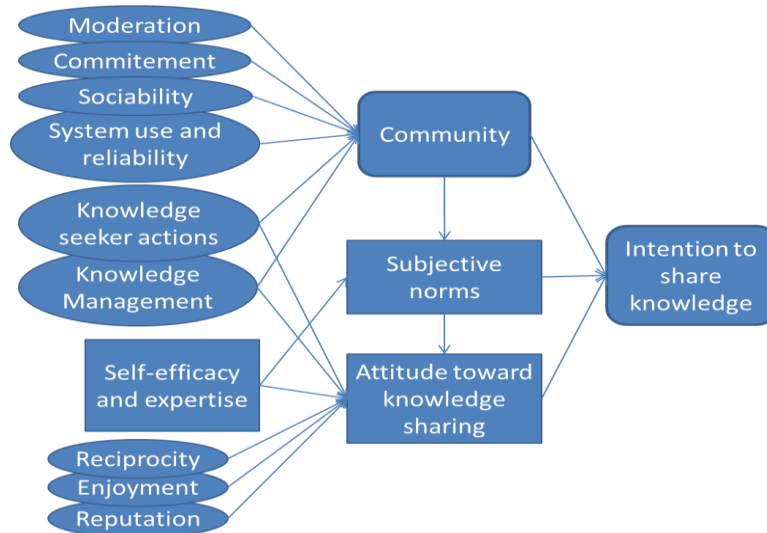 Moderation
Commitement
Sociability
System use and
reliability
Knowledge
seeker actions
Knowledge
Management
Self-efficacy
and expertise
Reciprocity
Enjoyment
Reputation
Community
Subjective
norms
Attitude toward
knowledge
sharing
Intention to
share
knowledge